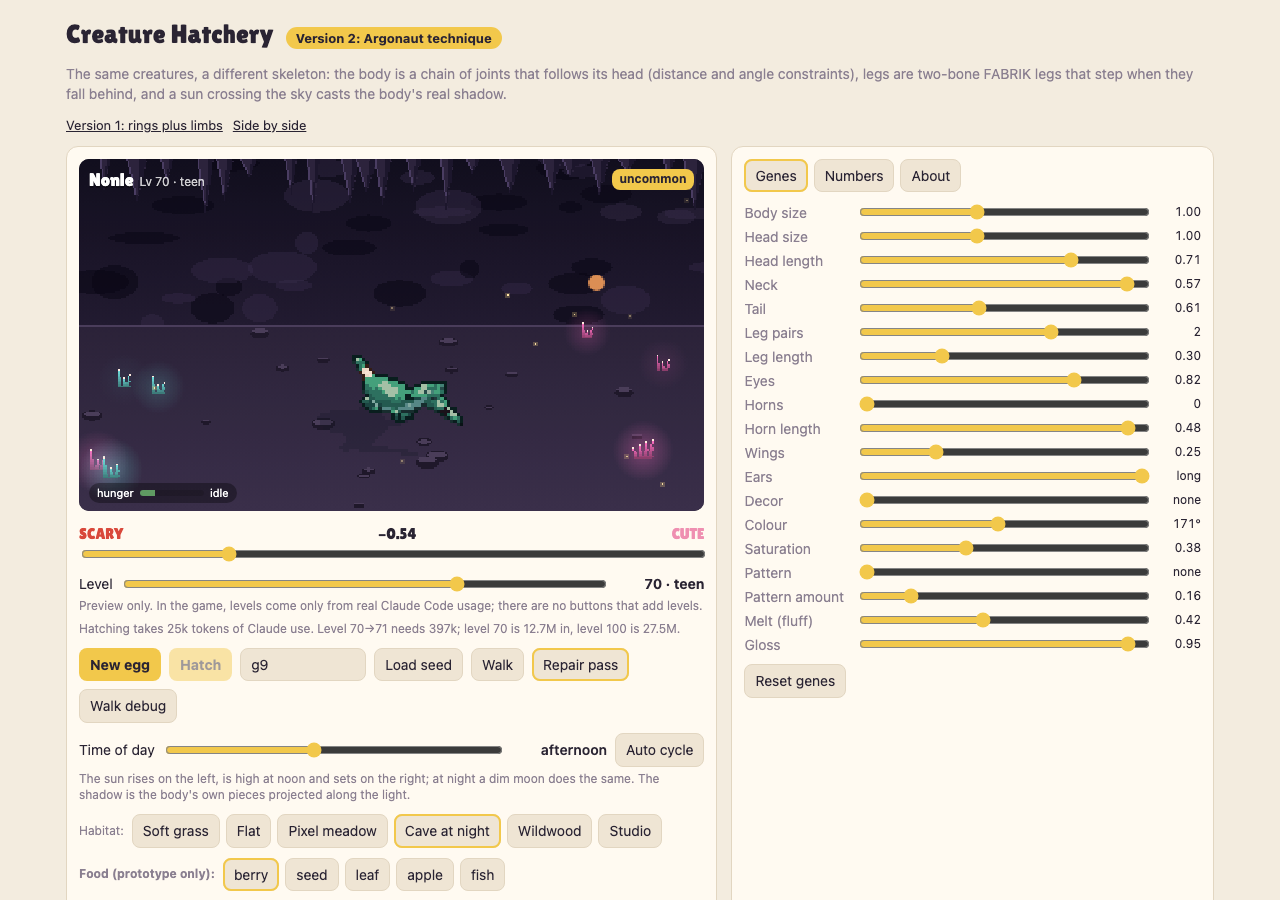 Creature Hatchery Version 2: Argonaut technique
The same creatures, a different skeleton: the body is a chain of joints that follows its head (distance and angle constraints), legs are two-bone FABRIK legs that step when they
fall behind, and a sun crossing the sky casts the body's real shadow.
Version 1: rings plus limbs Side by side
Nonle Lv 70 · teen uncommon
hunger idle
SCARY −0.54 CUTE
Level 70 · teen
Preview only. In the game, levels come only from real Claude Code usage; there are no buttons that add levels.
Hatching takes 25k tokens of Claude use. Level 70→71 needs 397k; level 70 is 12.7M in, level 100 is 27.5M.
New egg Hatch g9 Load seed Walk Repair pass
Walk debug
Time of day afternoon Auto cycle
The sun rises on the left, is high at noon and sets on the right; at night a dim moon does the same. The
shadow is the body's own pieces projected along the light.
Habitat: Soft grass Flat Pixel meadow Cave at night Wildwood Studio
Food (prototype only): berry seed leaf apple fish
Genes Numbers About
Body size 1.00
Head size 1.00
Head length 0.71
Neck 0.57
Tail 0.61
Leg pairs 2
Leg length 0.30
Eyes 0.82
Horns 0
Horn length 0.48
Wings 0.25
Ears long
Decor none
Colour 171°
Saturation 0.38
Pattern none
Pattern amount 0.16
Melt (fluff) 0.42
Gloss 0.95
Reset genes